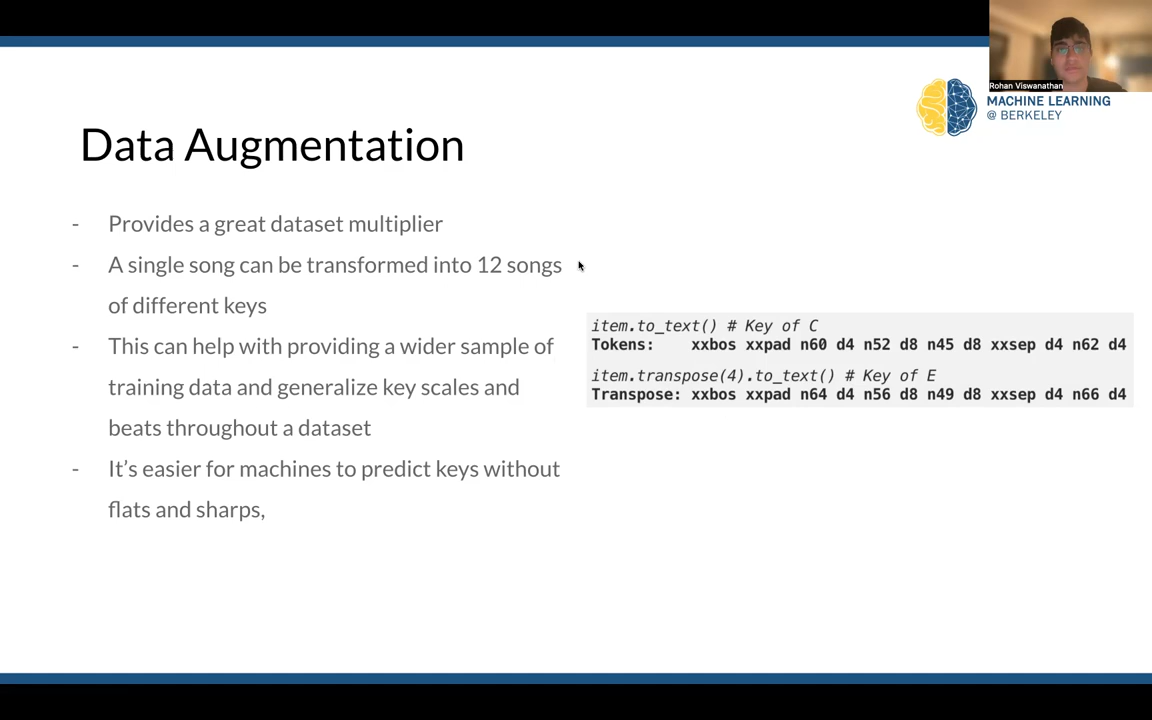 Rohan Viswanathan
MACHINE LEARNING
@ BERKELEY
Data Augmentation
- Provides a great dataset multiplier
- A single song can be transformed into 12 songs
of different keys
- This can help with providing a wider sample of
training data and generalize key scales and
beats throughout a dataset
- It’s easier for machines to predict keys without
flats and sharps,
item.to_text() # Key of C
Tokens: xxbos xxpad n60 d4 n52 d8 n45 d8 xxsep d4 n62 d4
item.transpose(4).to_text() # Key of E
Transpose: xxbos xxpad n64 d4 n56 d8 n49 d8 xxsep d4 n66 d4